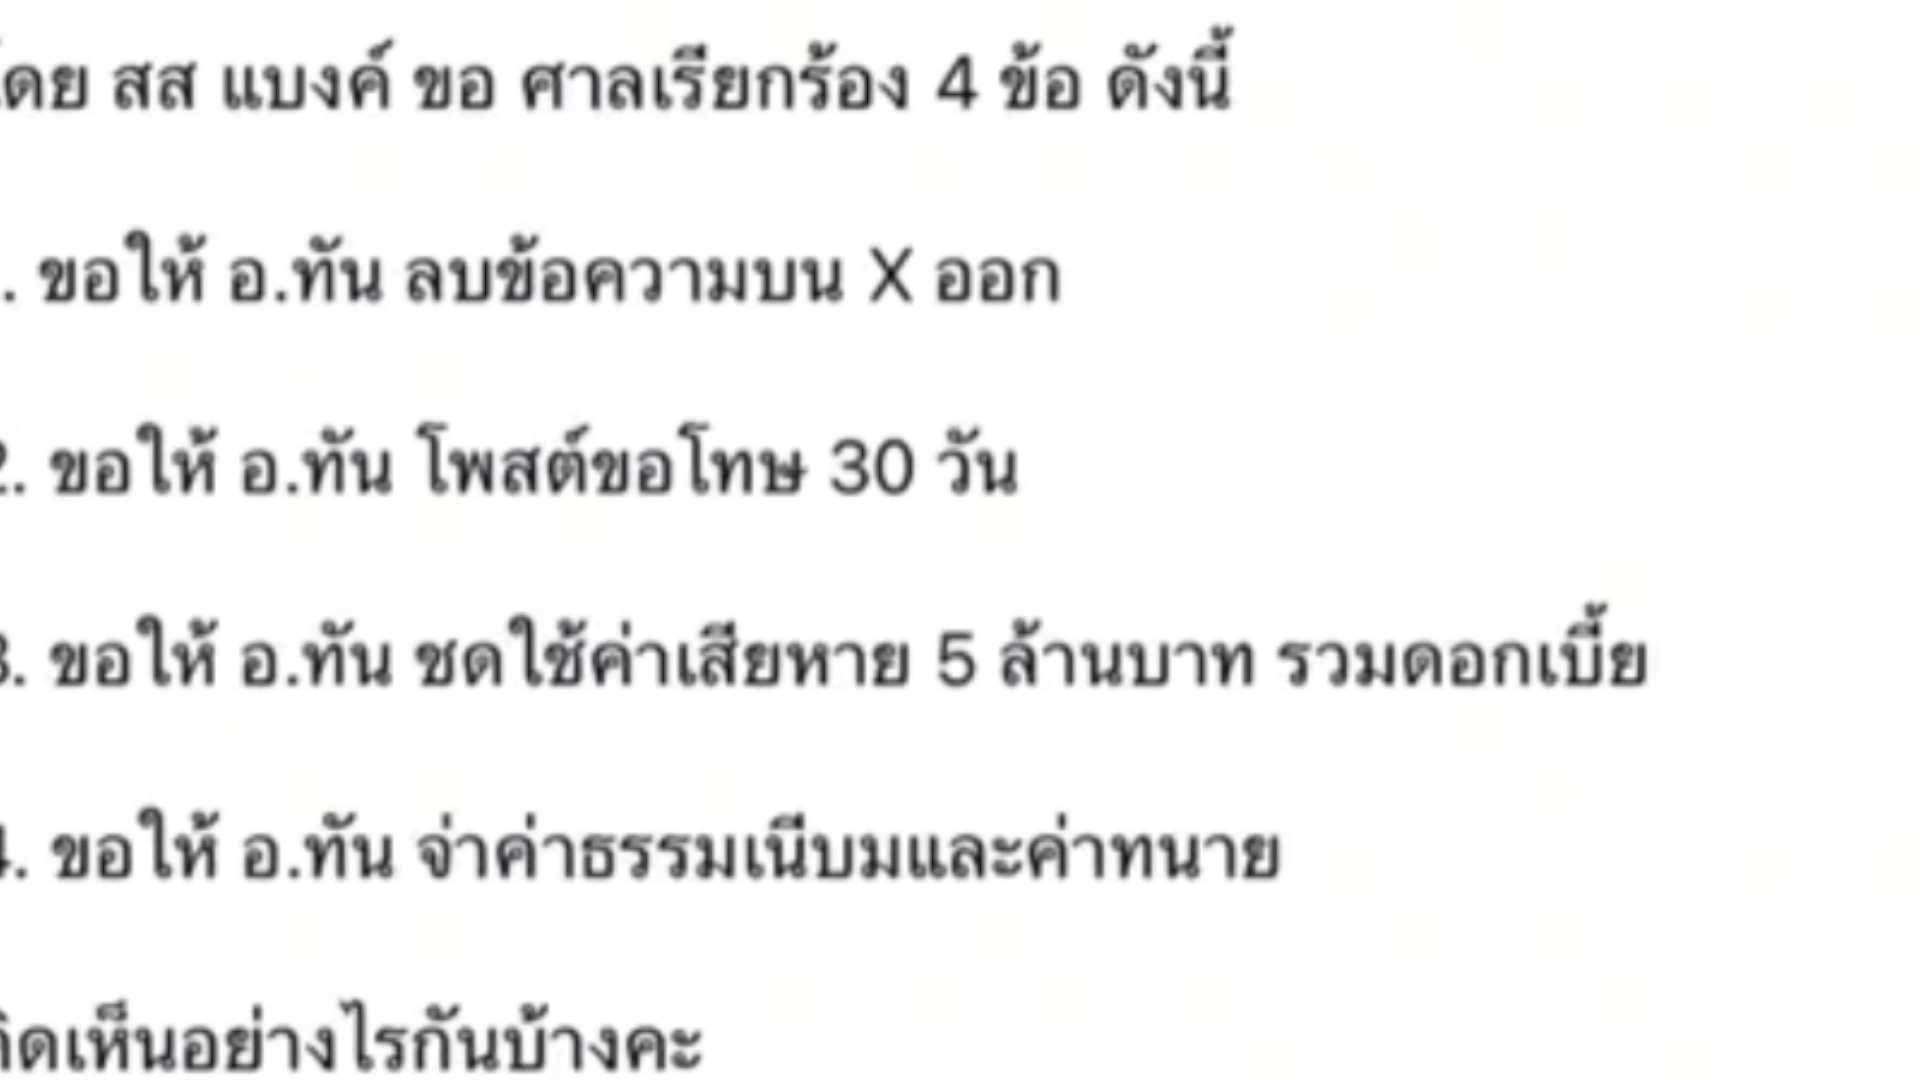 โดย สส แบงค์ ขอ ศาลเรียกร้อง 4 ข้อ ดังนี้
. ขอให้ อ.ทัน ลบข้อความบน X ออก
2. ขอให้ อ.ทัน โพสต์ขอโทษ 30 วัน
3. ขอให้ อ.ทัน ชดใช้ค่าเสียหาย 5 ล้านบาท รวมดอกเบี้ย
4. ขอให้ อ.ทัน จ่าค่าธรรมเนีบมและค่าทนาย
คิดเห็นอย่างไรกันบ้างคะ